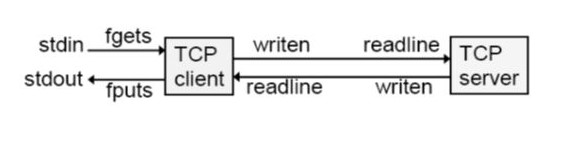 stdin fgets
stdout fputs
TCP
client
writen readline
readline writen
TCP
server